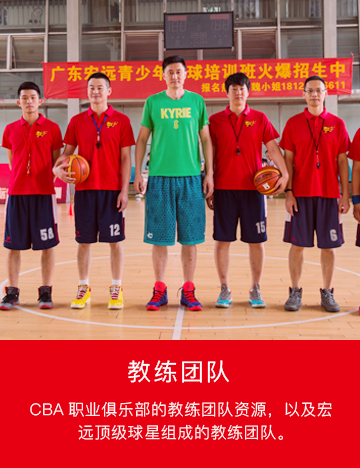 广东宏远青少年篮球培训班火爆招生中
KYRIE
58
12
15
6
教练团队
CBA 职业俱乐部的教练团队资源，以及宏
远顶级球星组成的教练团队。